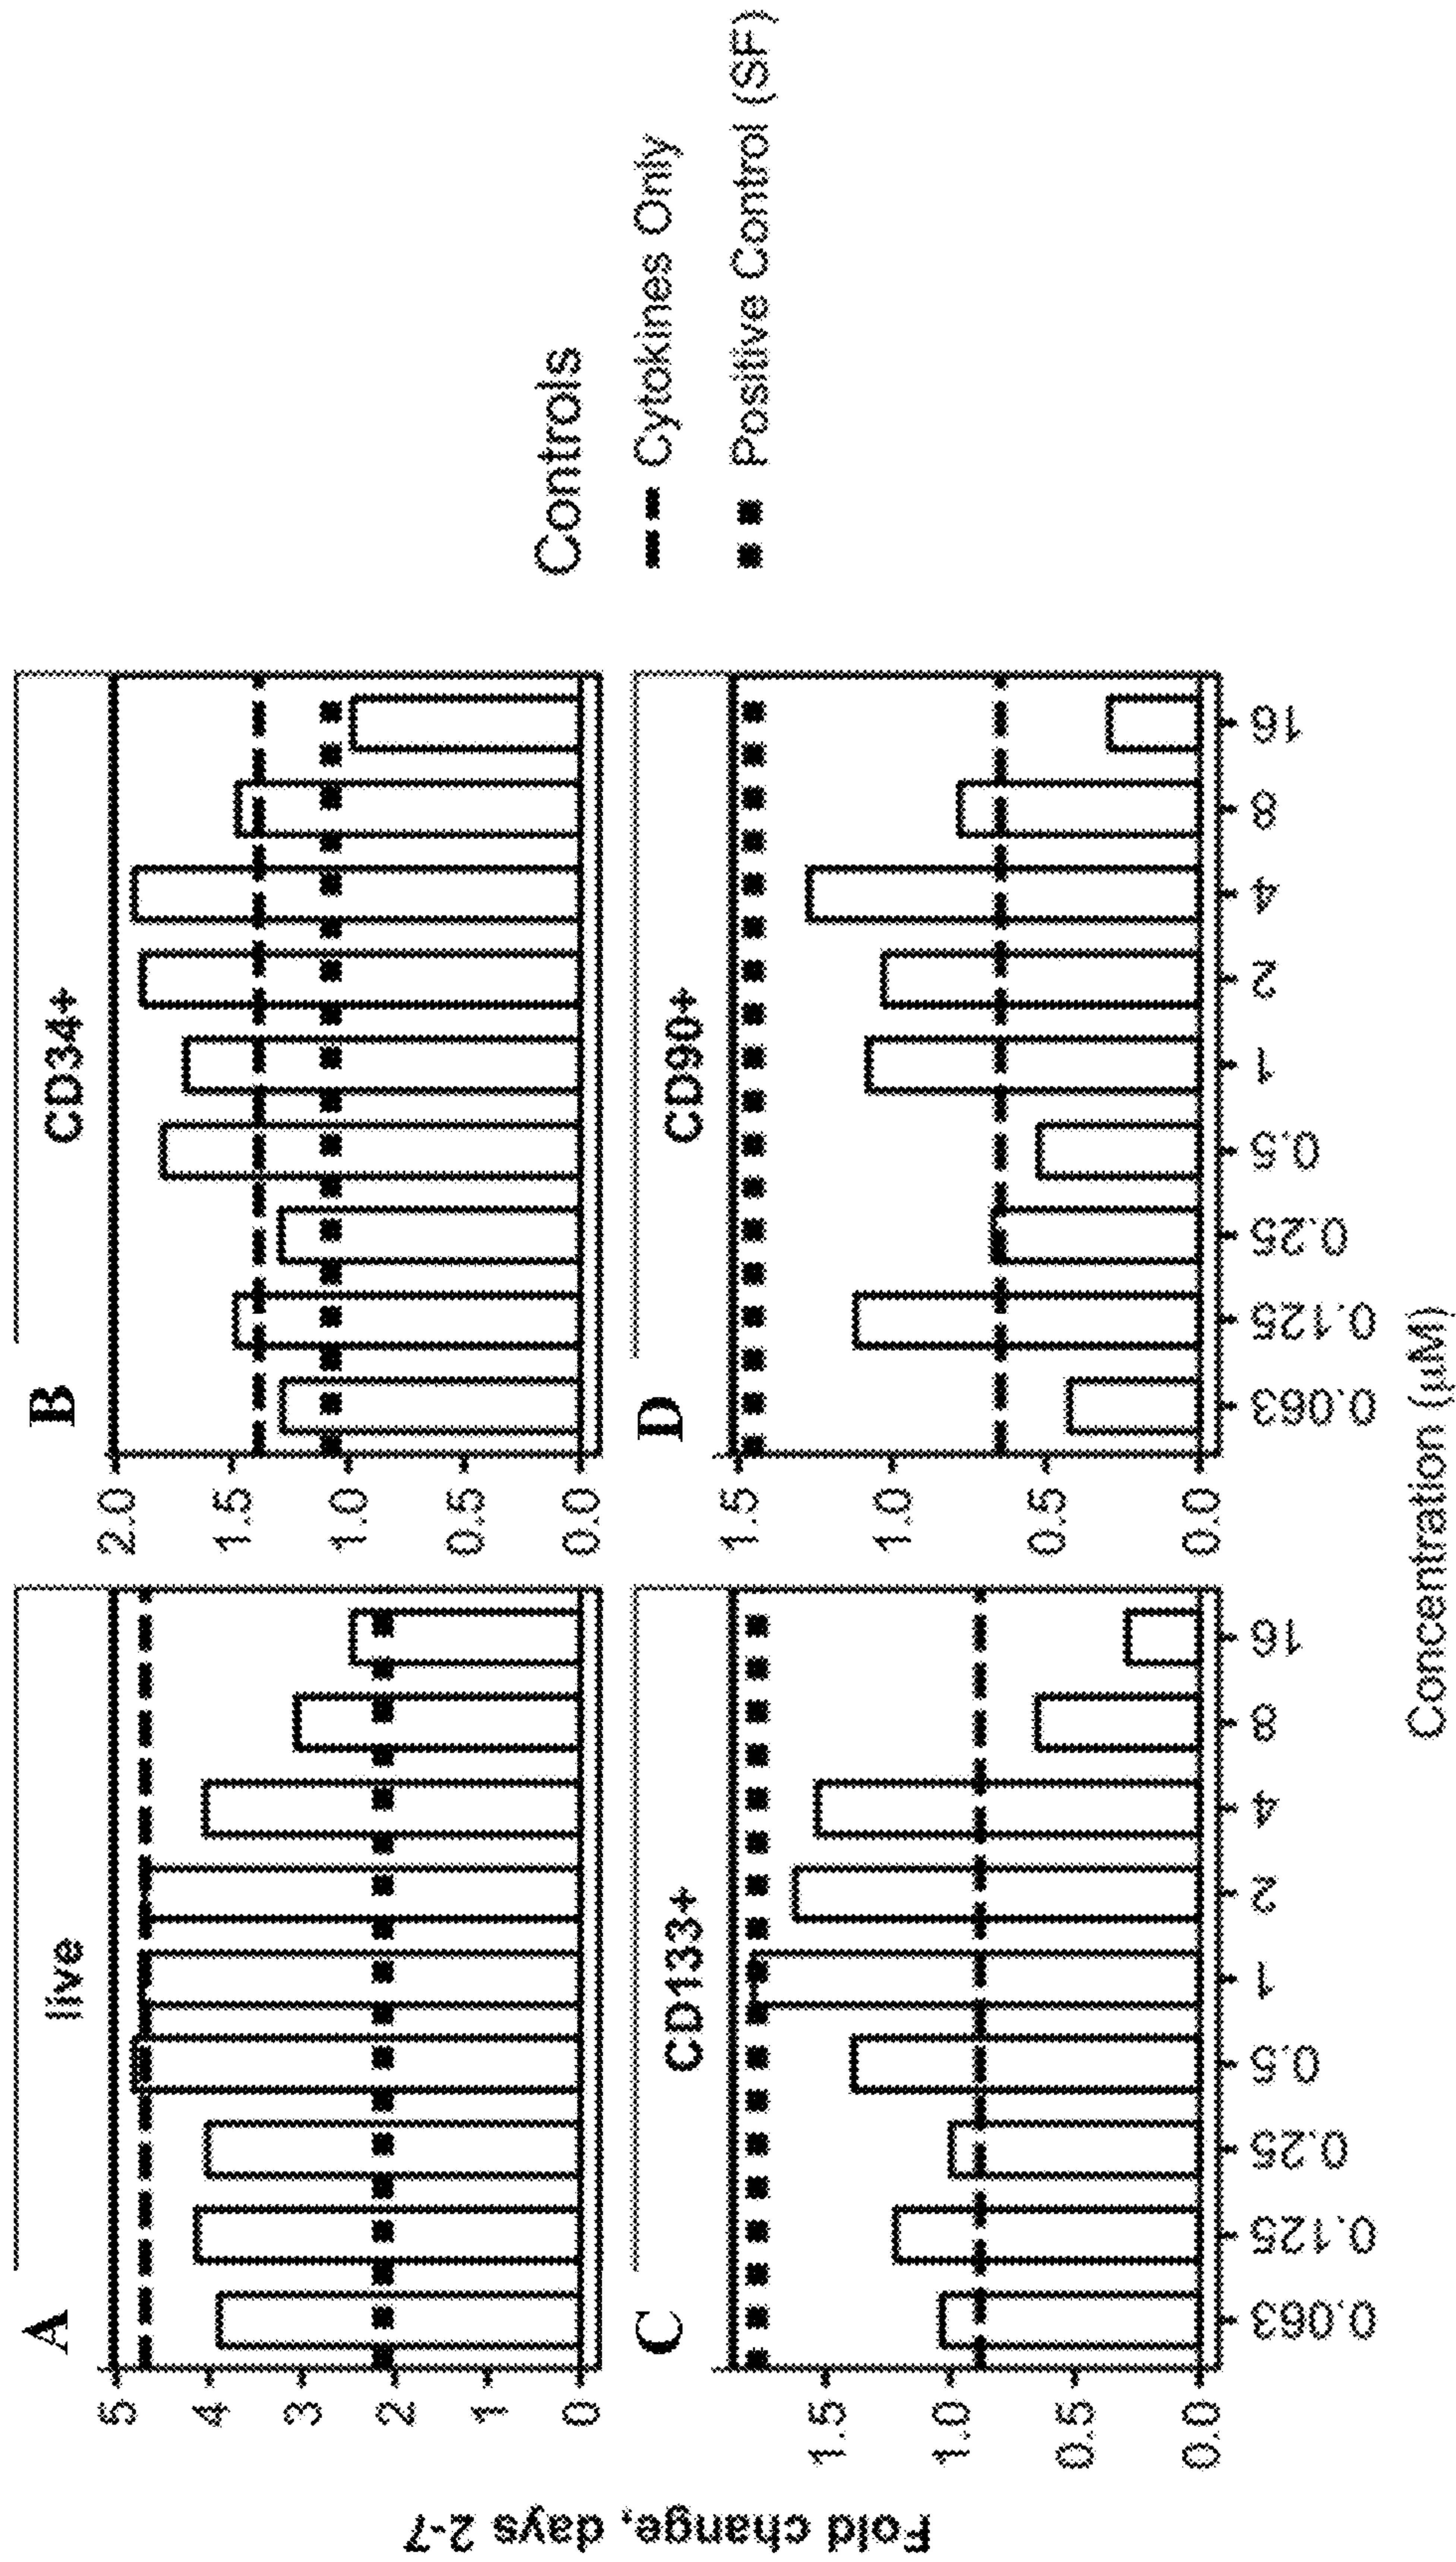 A
live
5
4
3
2
1
0
B
CD34+
2.0
1.5
1.0
0.5
0.0
C
CD133+
1.5
1.0
0.5
0.0
0.063
0.125
0.25
0.5
1
2
4
8
16
D
CD90+
1.5
1.0
0.5
0.0
0.063
0.125
0.25
0.5
1
2
4
8
16
Fold change, days 2-7
Concentration (µM)
Controls
Cytokines Only
Positive Control (SF)